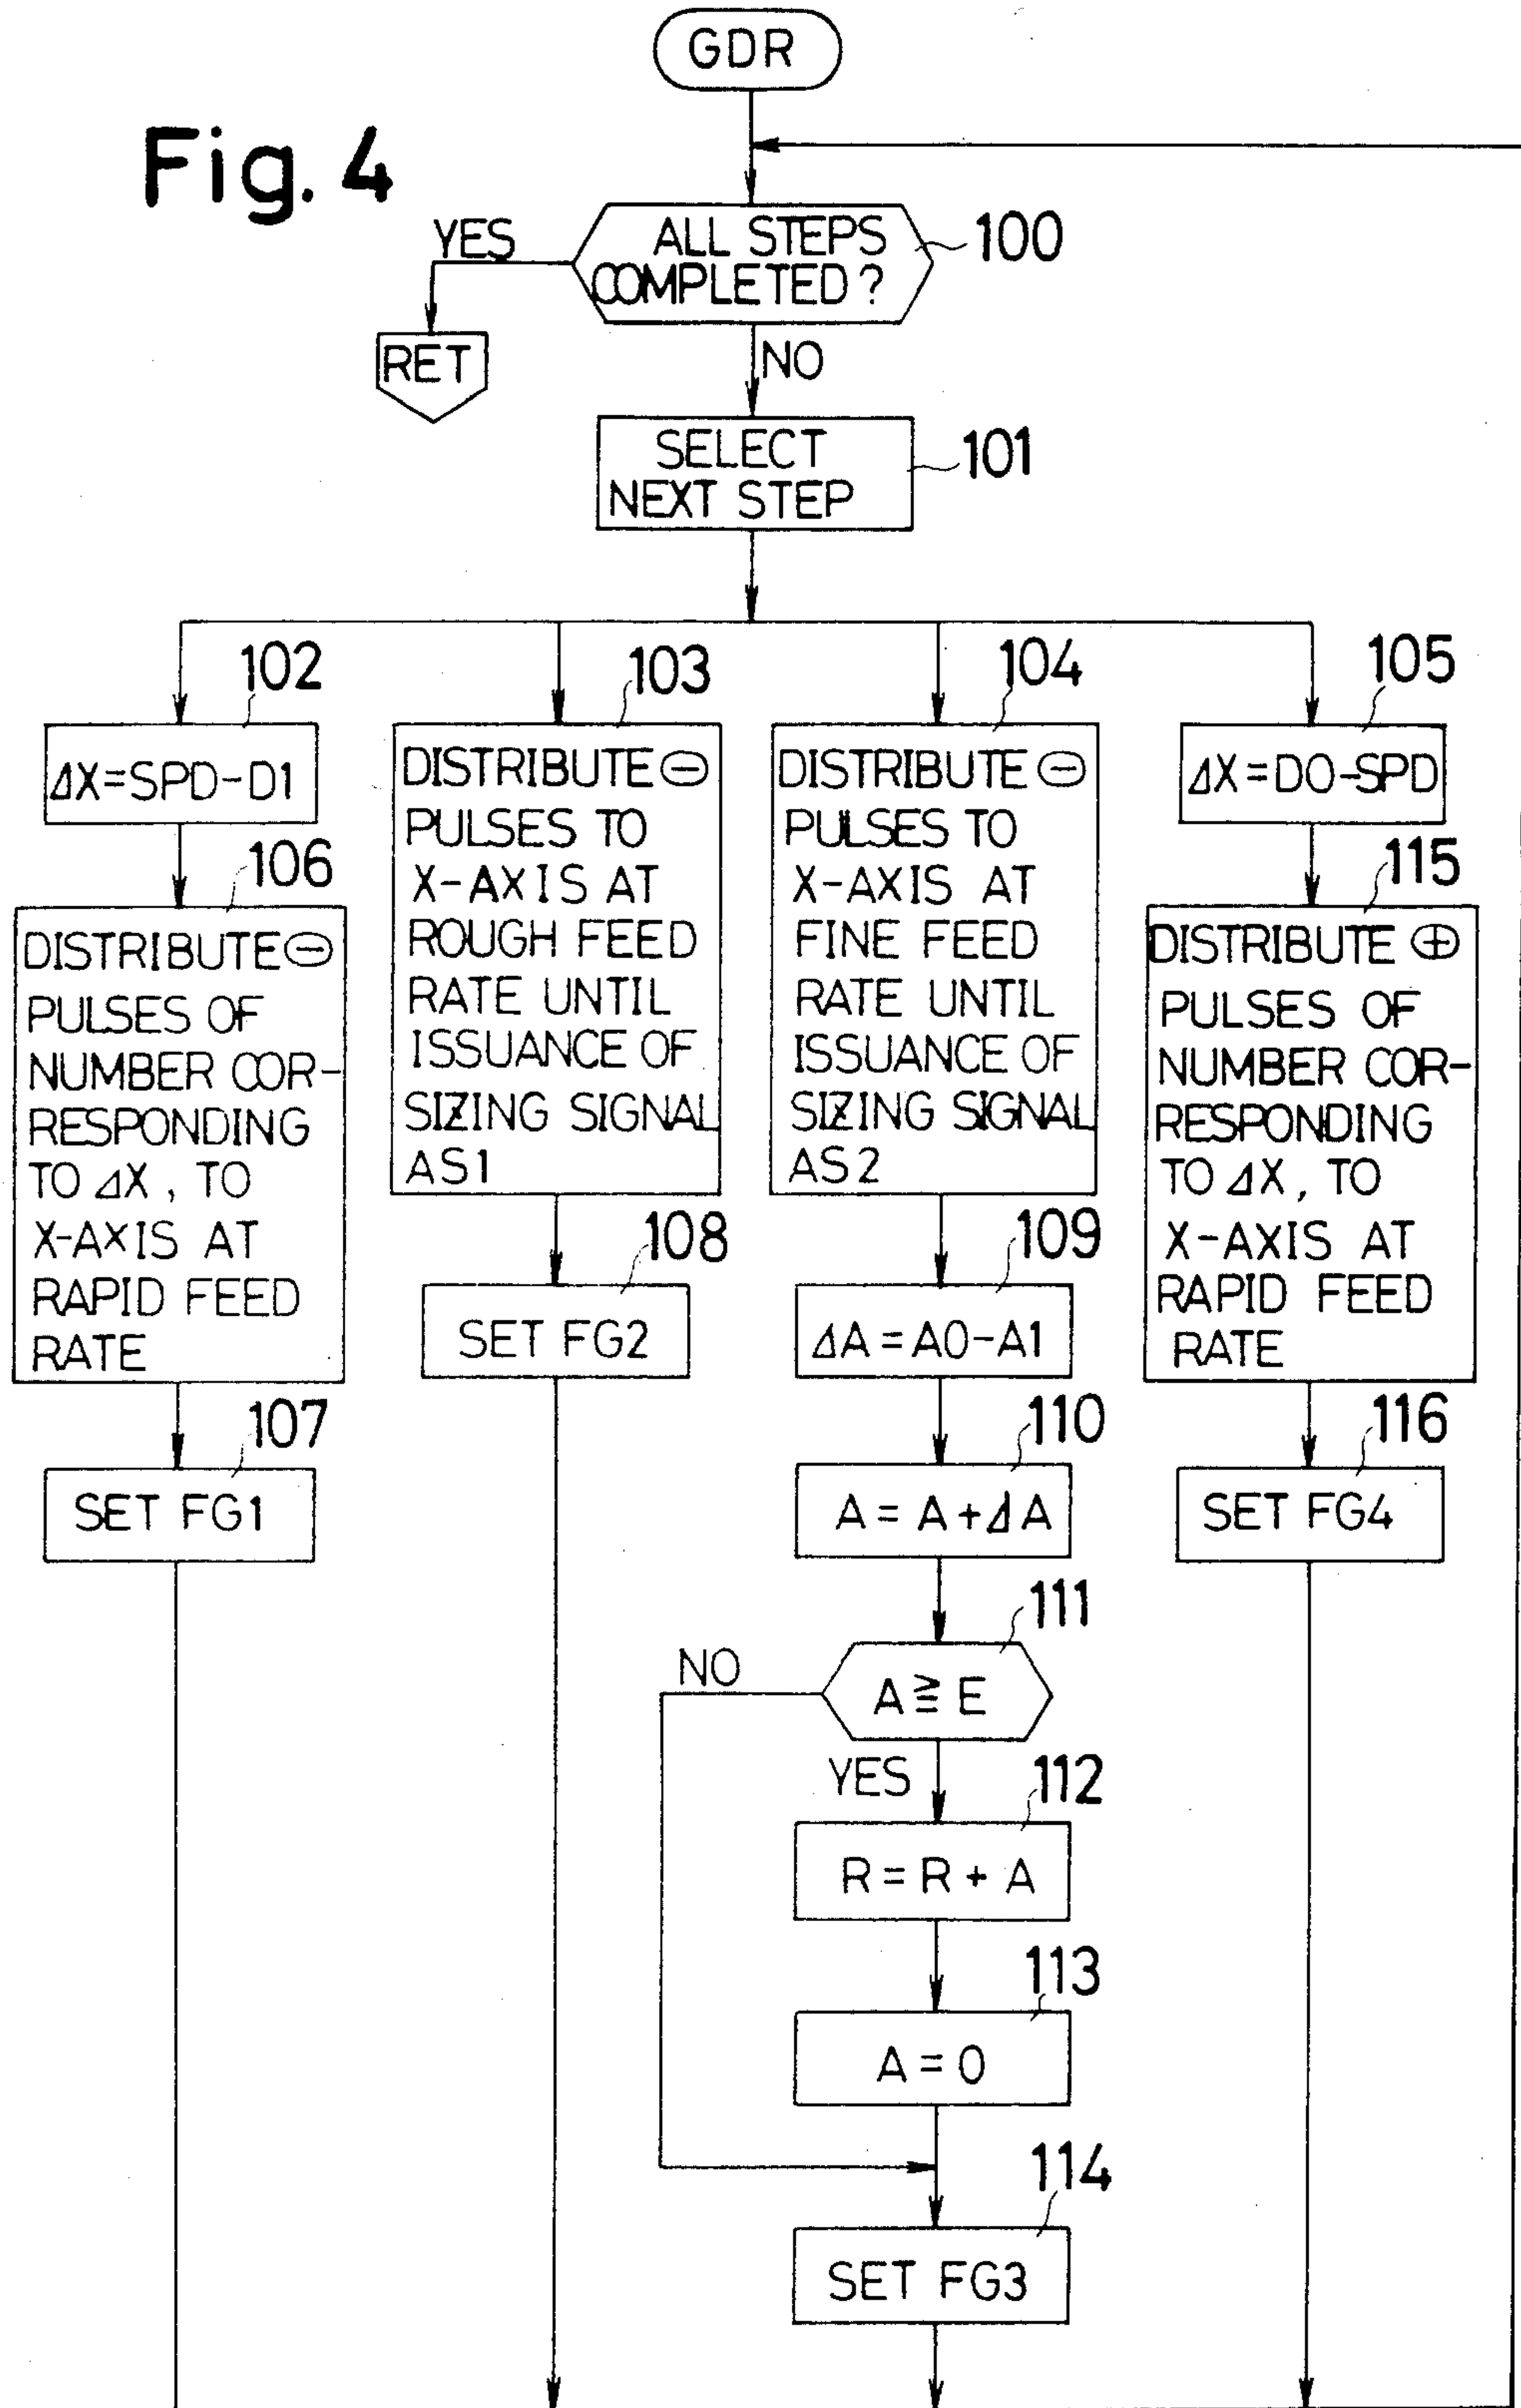 GDR
Fig. 4
YES
ALL STEPS
COMPLETED ?
100
RET
NO
SELECT
NEXT STEP
101
102
ΔX=SPD-D1
106
DISTRIBUTE ⊖
PULSES OF
NUMBER COR-
RESPONDING
TO ΔX, TO
X-AXIS AT
RAPID FEED
RATE
107
SET FG1
103
DISTRIBUTE ⊖
PULSES TO
X-AXIS AT
ROUGH FEED
RATE UNTIL
ISSUANCE OF
SIZING SIGNAL
AS1
108
SET FG2
104
DISTRIBUTE ⊖
PULSES TO
X-AXIS AT
FINE FEED
RATE UNTIL
ISSUANCE OF
SIZING SIGNAL
AS2
109
ΔA = A0-A1
110
A = A + ΔA
111
NO
A ≧ E
YES
112
R = R + A
113
A = 0
114
SET FG3
105
ΔX=D0-SPD
115
DISTRIBUTE ⊕
PULSES OF
NUMBER COR-
RESPONDING
TO ΔX, TO
X-AXIS AT
RAPID FEED
RATE
116
SET FG4